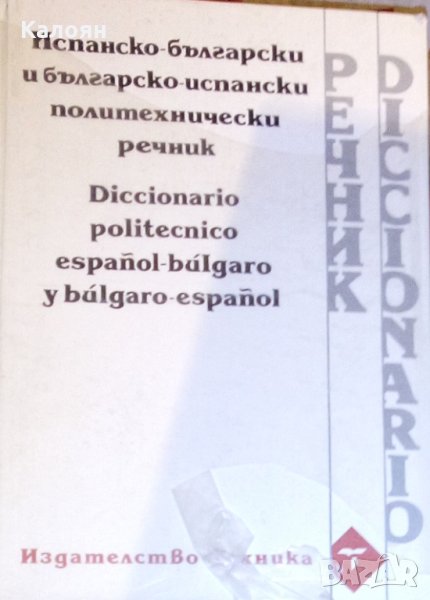 Калоян
Испанско-български
и българско-испански
политехнически
речник
Diccionario
politecnico
español-búlgaro
y búlgaro-español
РЕЧНИК
DICCIONARIO
Издателство
BAZAR